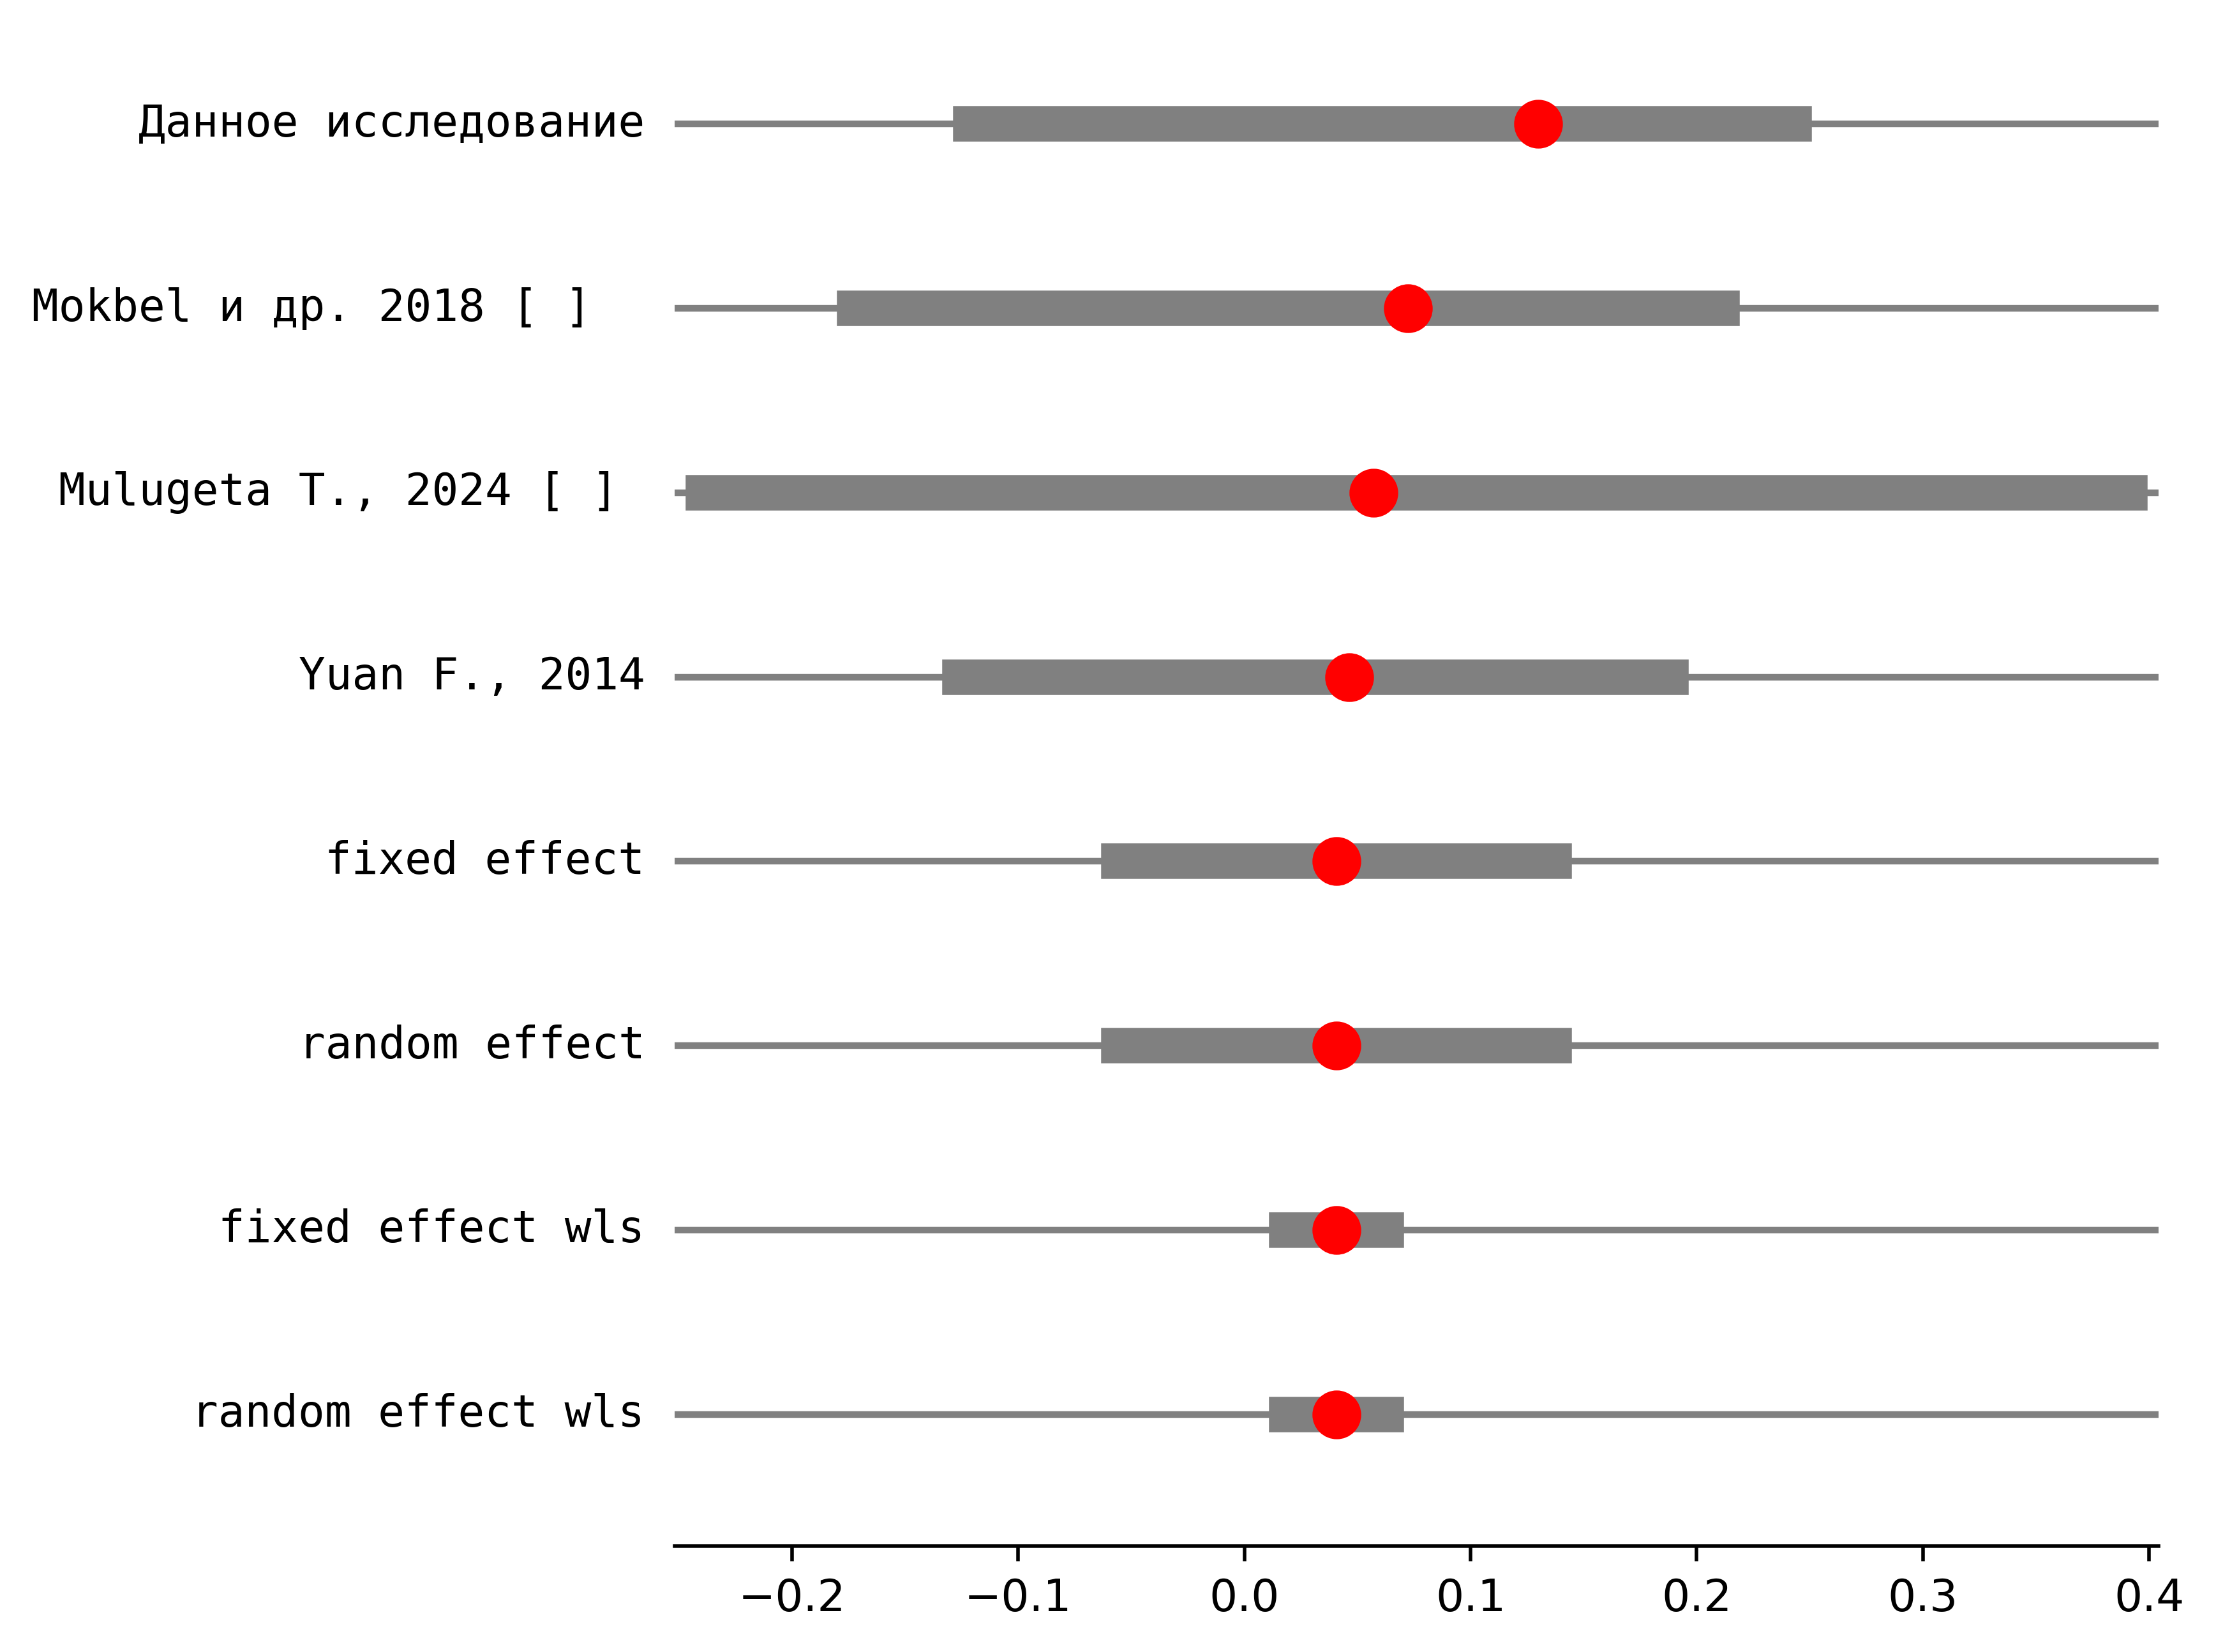 Данное исследование
Mokbel и др. 2018 [ ]
Mulugeta T., 2024 [ ]
Yuan F., 2014
fixed effect
random effect
fixed effect wls
random effect wls
−0.2 −0.1 0.0 0.1 0.2 0.3 0.4